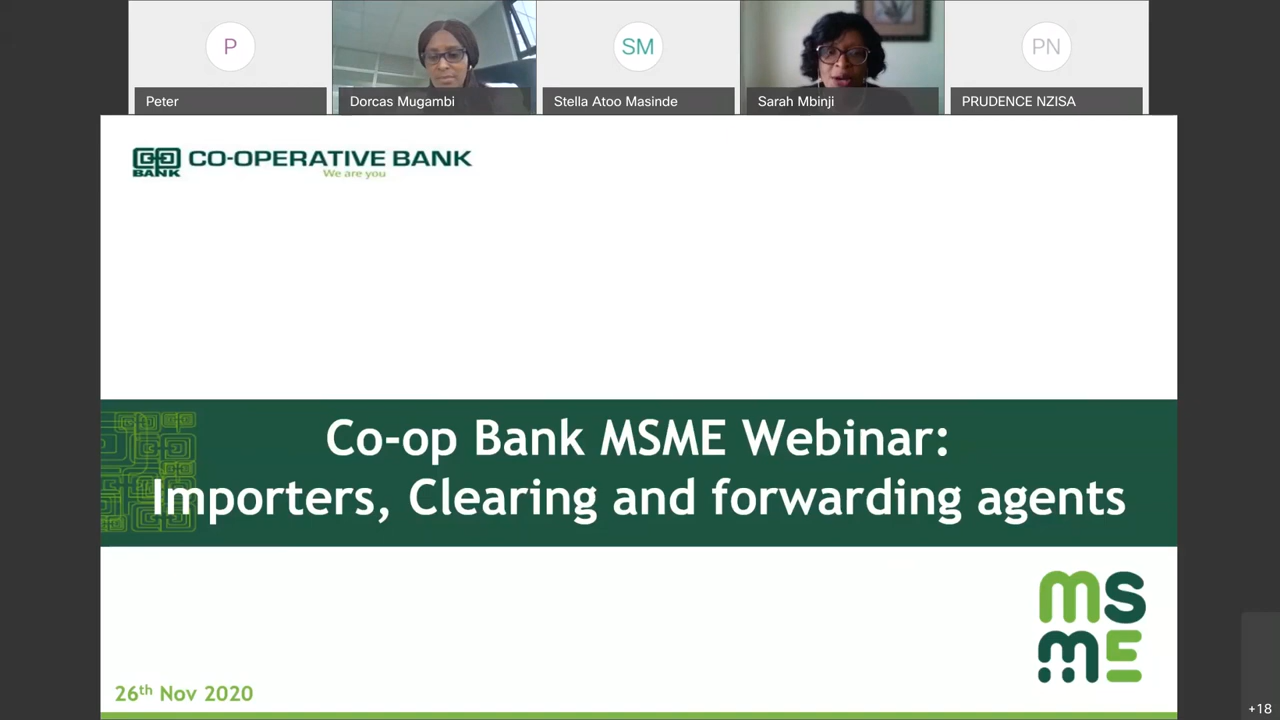 P
SM
PN
Peter
Dorcas Mugambi
Stella Atoo Masinde
Sarah Mbinji
PRUDENCE NZISA
BANK
CO-OPERATIVE BANK
We are you
Co-op Bank MSME Webinar:
Importers, Clearing and forwarding agents
MS
ME
26th Nov 2020
+18